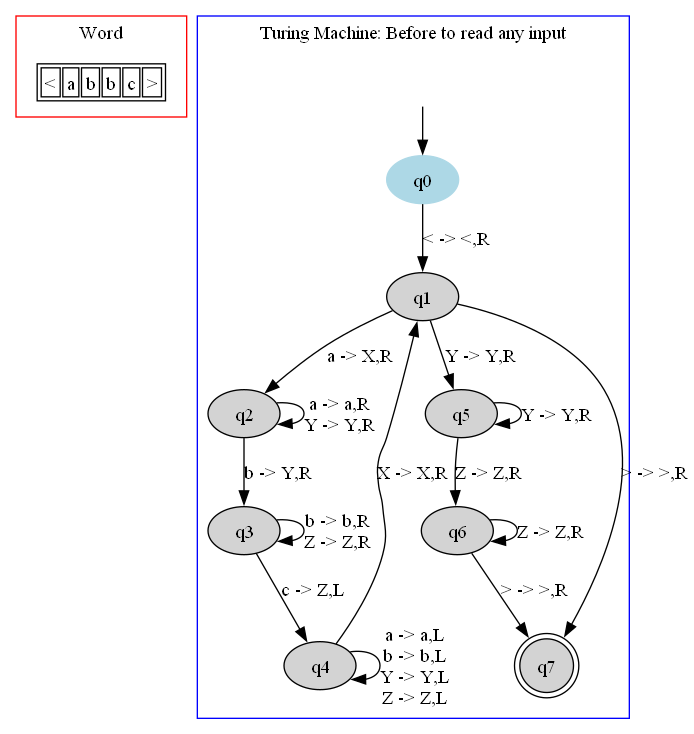 Word
< a b b c >
Turing Machine: Before to read any input
q0
< -> <,R
q1
a -> X,R
Y -> Y,R
q2
a -> a,R
Y -> Y,R
q5
Y -> Y,R
b -> Y,R
X -> X,R
Z -> Z,R
> -> >,R
q3
b -> b,R
Z -> Z,R
q6
Z -> Z,R
c -> Z,L
> -> >,R
q4
a -> a,L
b -> b,L
Y -> Y,L
Z -> Z,L
q7